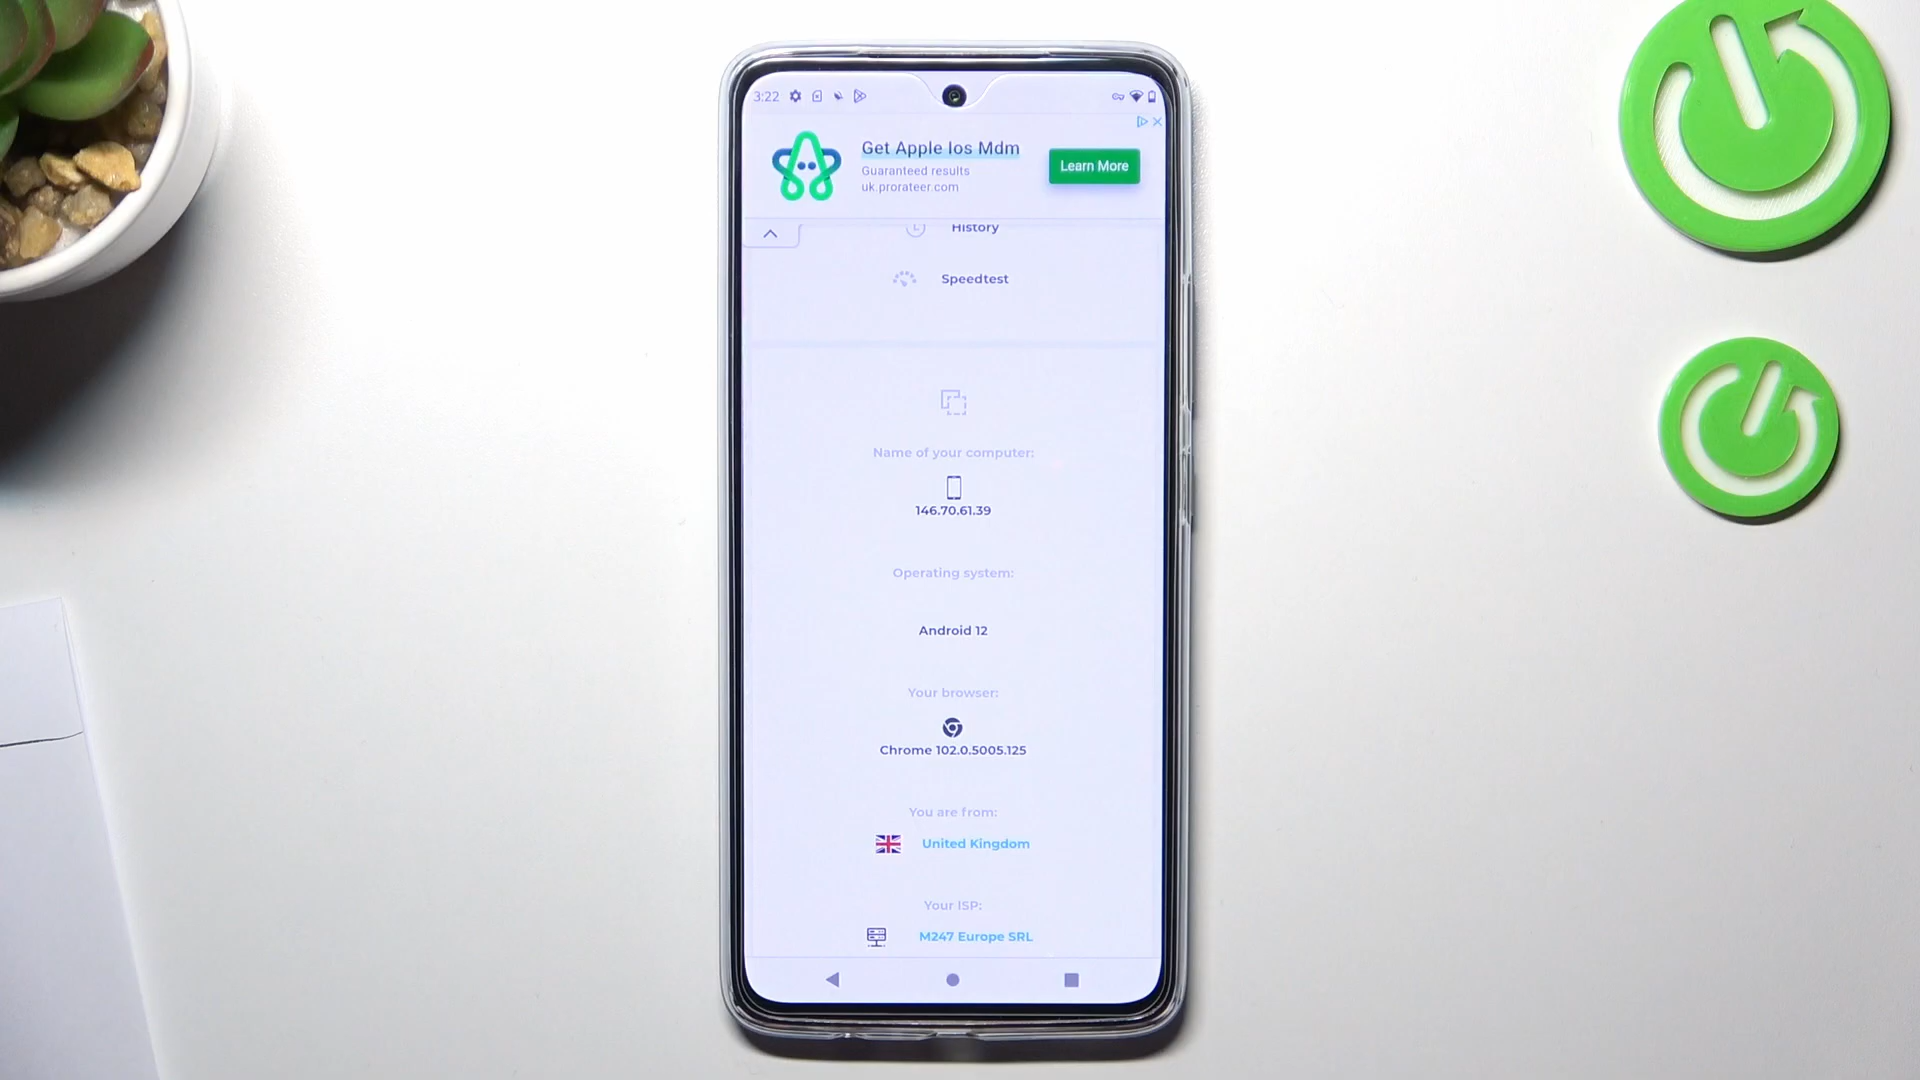 3:22
Get Apple Ios Mdm
Guaranteed results
uk.prorateer.com
Learn More
History
Speedtest
Name of your computer:
146.70.61.39
Operating system:
Android 12
Your browser:
Chrome 102.0.5005.125
You are from:
United Kingdom
Your ISP:
M247 Europe SRL